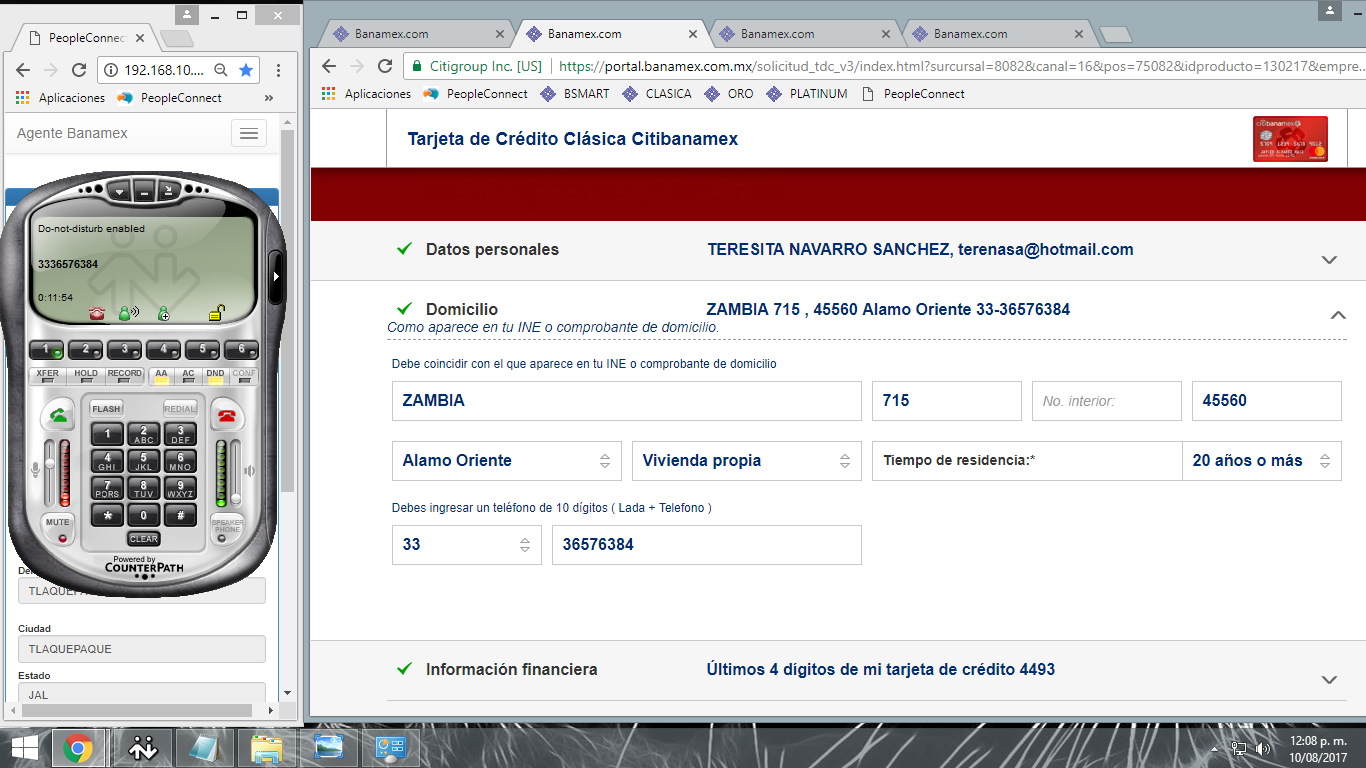 PeopleConnec
192.168.10....
Aplicaciones
PeopleConnect
»
Agente Banamex
Do-not-disturb enabled
3336576384
0:11:54
1 2 3 4 5 6
XFER HOLD RECORD AA AC DND CONF
FLASH REDIAL
1 2 ABC 3 DEF
4 GHI 5 JKL 6 MNO
7 PQRS 8 TUV 9 WXYZ
* 0 #
MUTE
SPEAKER PHONE
CLEAR
Powered by
COUNTERPATH
TLAQUEPA
Ciudad
TLAQUEPAQUE
Estado
JAL
Banamex.com
Banamex.com
Banamex.com
Banamex.com
Citigroup Inc. [US]
https://portal.banamex.com.mx/solicitud_tdc_v3/index.html?sursursal=8082&canal=16&pos=75082&idproducto=130217&empre...
Aplicaciones PeopleConnect BSMART CLASICA ORO PLATINUM PeopleConnect
Tarjeta de Crédito Clásica Citibanamex
Datos personales
TERESITA NAVARRO SANCHEZ, terenasa@hotmail.com
Domicilio
ZAMBIA 715 , 45560 Alamo Oriente 33-36576384
Como aparece en tu INE o comprobante de domicilio.
Debe coincidir con el que aparece en tu INE o comprobante de domicilio
ZAMBIA
715
No. interior:
45560
Alamo Oriente
Vivienda propia
Tiempo de residencia:*
20 años o más
Debes ingresar un teléfono de 10 dígitos ( Lada + Telefono )
33
36576384
Información financiera
Últimos 4 dígitos de mi tarjeta de crédito 4493
12:08 p. m.
10/08/2017